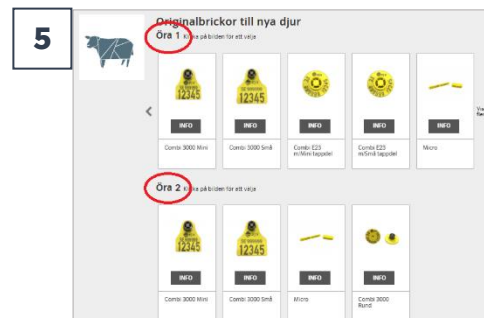 5
Originalbrickor till nya djur
Öra 1 Klicka på bilden för att välja
12345
12345
INFO
INFO
INFO
INFO
INFO
Combi 3000 Mini
Combi 3000 Små
Combi E23 m/Mini tappdel
Combi E23 m/Små tappdel
Micro
Öra 2 Klicka på bilden för att välja
12345
12345
INFO
INFO
INFO
INFO
Combi 3000 Mini
Combi 3000 Små
Micro
Combi 3000 Rund